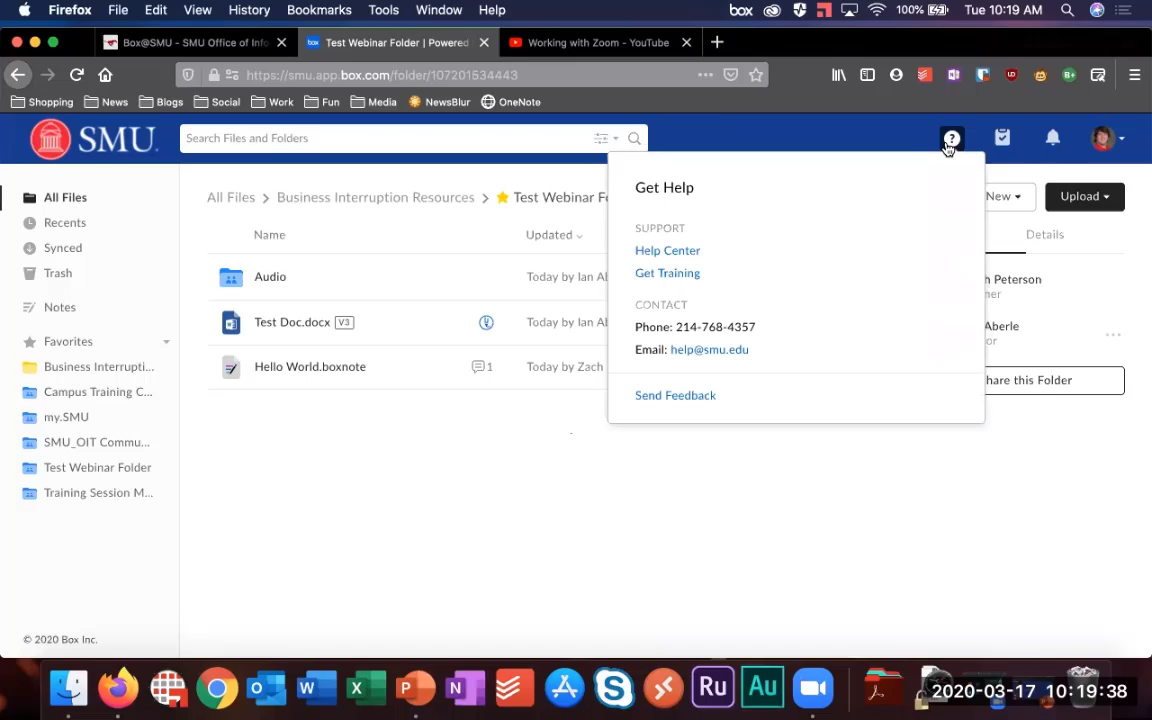 Firefox File Edit View History Bookmarks Tools Window Help box 100% Tue 10:19 AM
Box@SMU - SMU Office of Info Test Webinar Folder | Powered Working with Zoom - YouTube
https://smu.app.box.com/folder/107201534443
Shopping News Blogs Social Work Fun Media NewsBlur OneNote
SMU Search Files and Folders
All Files
Recents
Synced
Trash
Notes
Favorites
Business Interrupti...
Campus Training C...
my.SMU
SMU_OIT Commu...
Test Webinar Folder
Training Session M...
© 2020 Box Inc.
All Files > Business Interruption Resources > Test Webinar Fo
New Upload
Name Updated
Audio Today by Ian Ab
Test Doc.docx V3 Today by Ian Ab
Hello World.boxnote 1 Today by Zach
Get Help
SUPPORT
Help Center
Get Training
CONTACT
Phone: 214-768-4357
Email: help@smu.edu
Send Feedback
Details
h Peterson
ner
Aberle
or
hare this Folder
Ru Au
2020-03-17 10:19:38